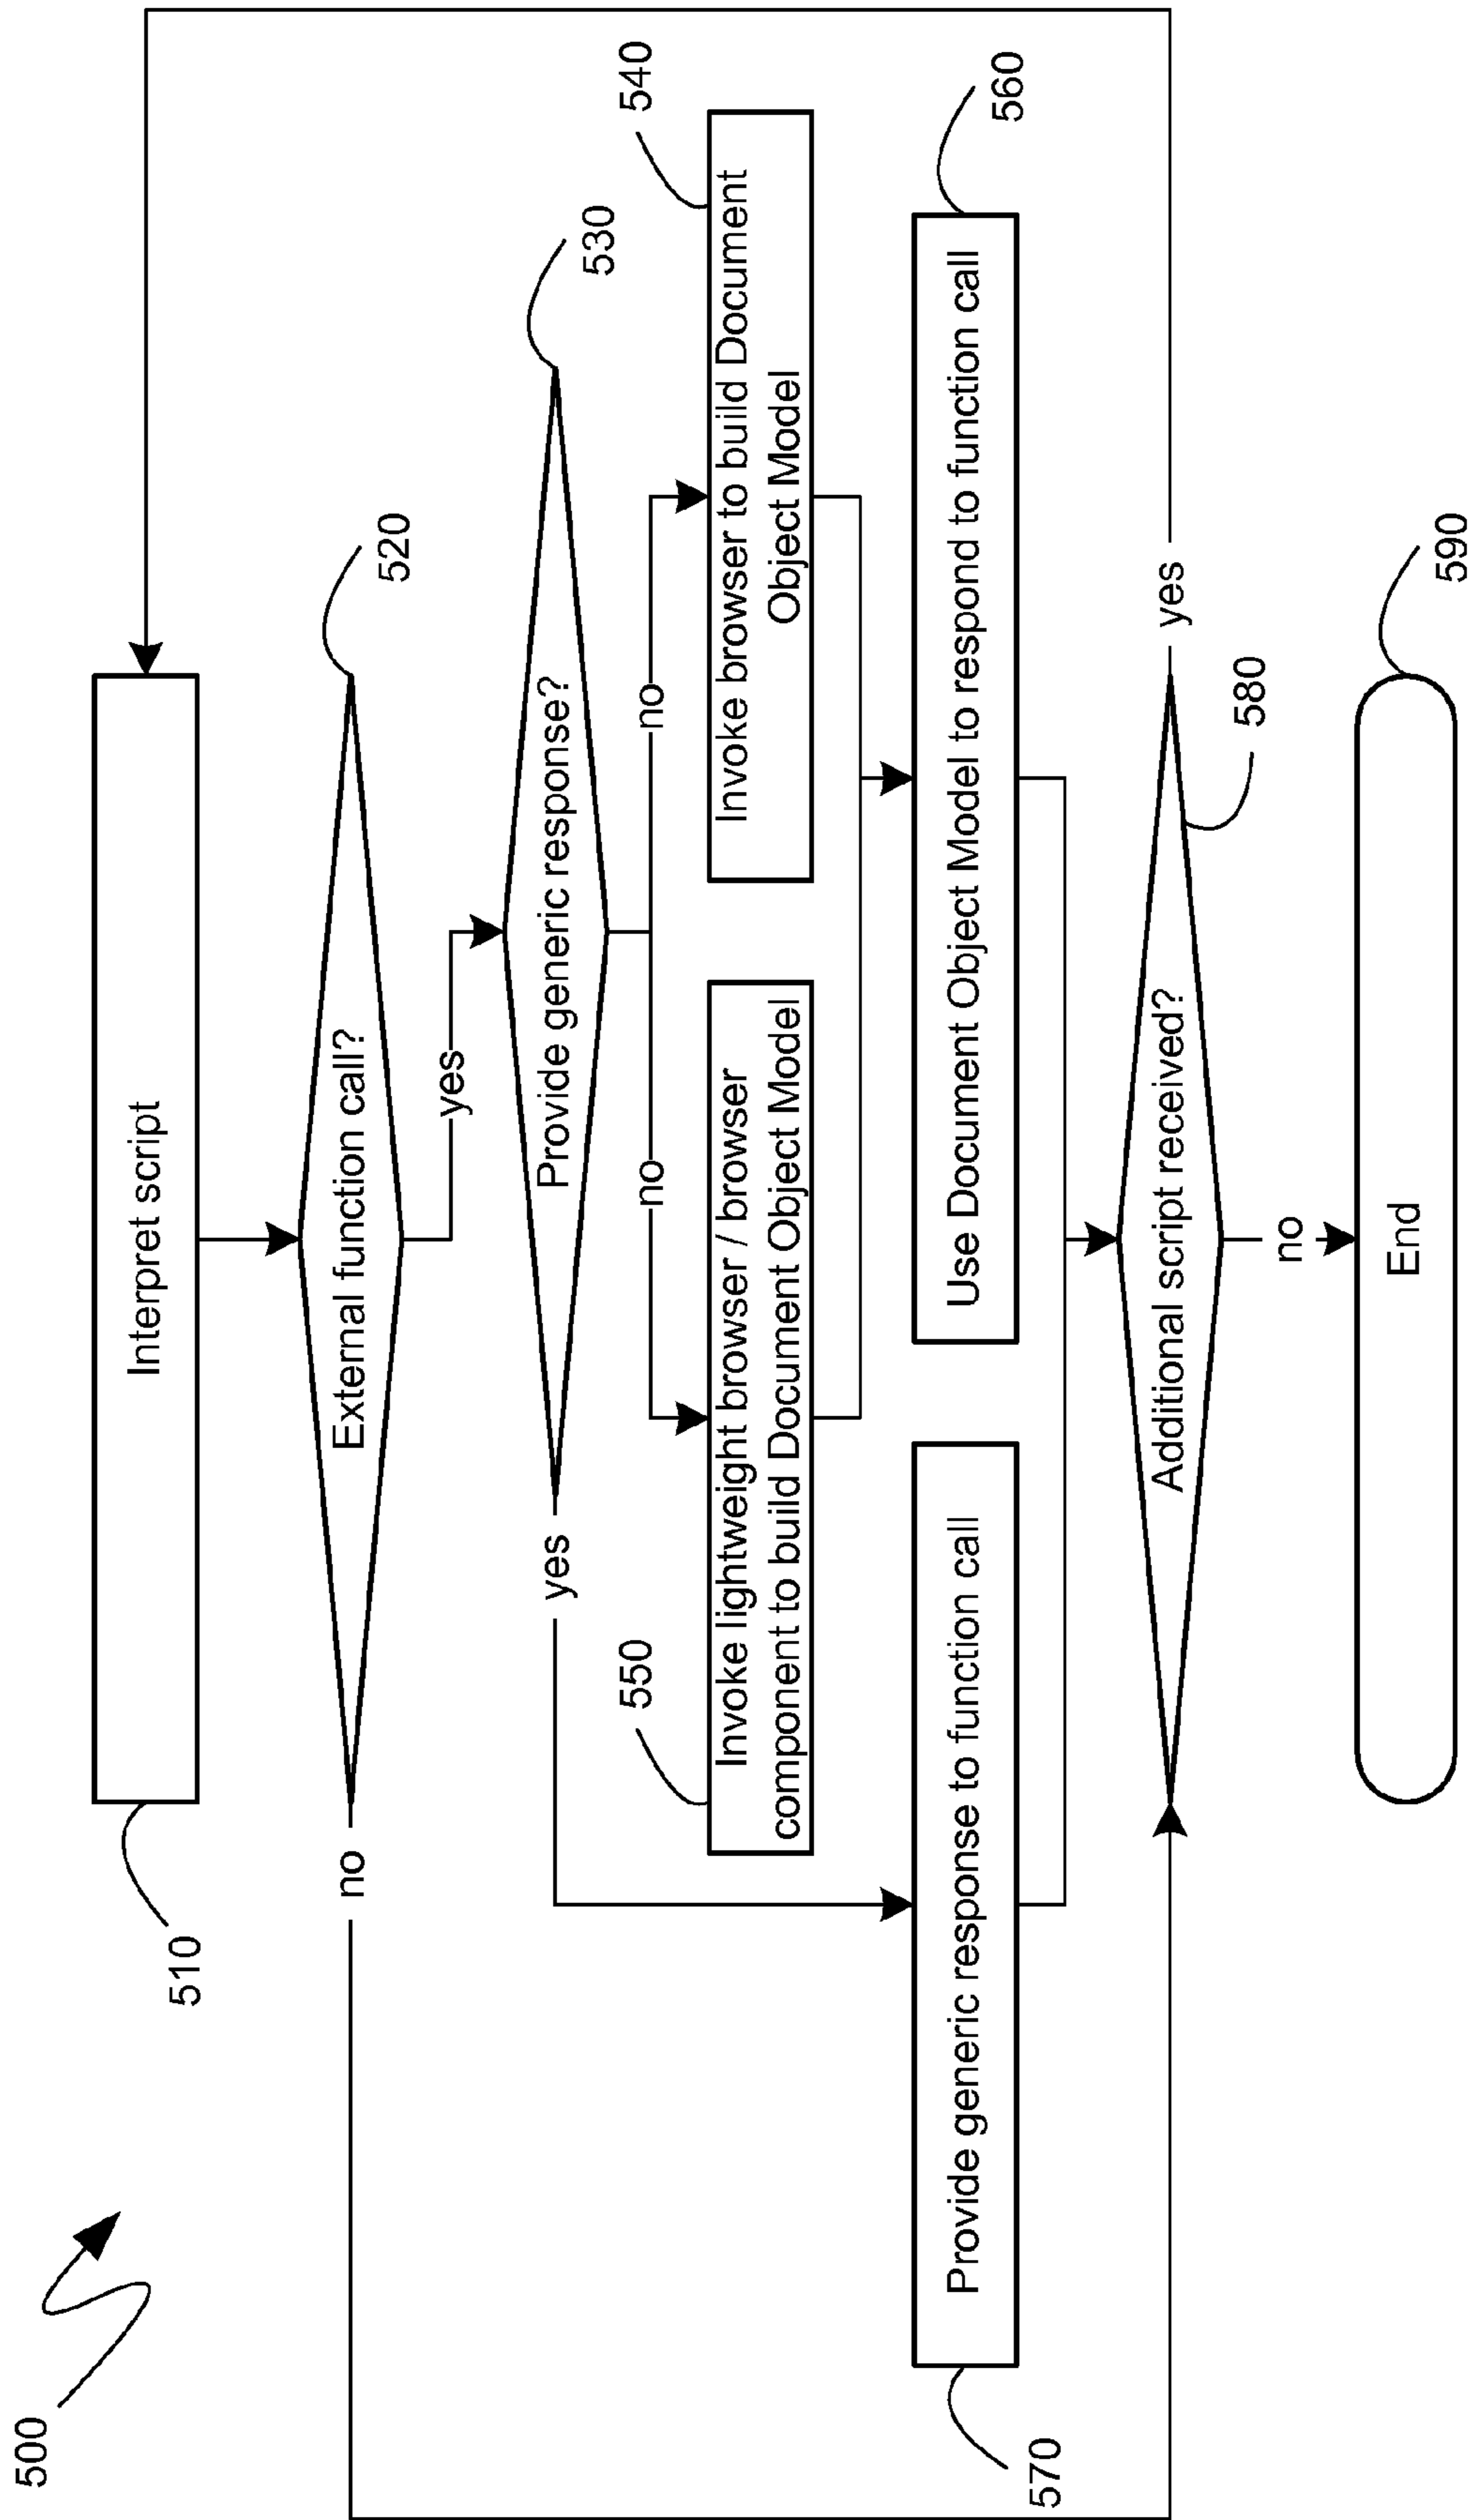 500
510
Interpret script
520
External function call?
no
yes
530
Provide generic response?
yes
no
no
550
Invoke lightweight browser / browser
component to build Document Object Model
540
Invoke browser to build Document
Object Model
570
Provide generic response to function call
560
Use Document Object Model to respond to function call
Additional script received?
580
yes
no
590
End